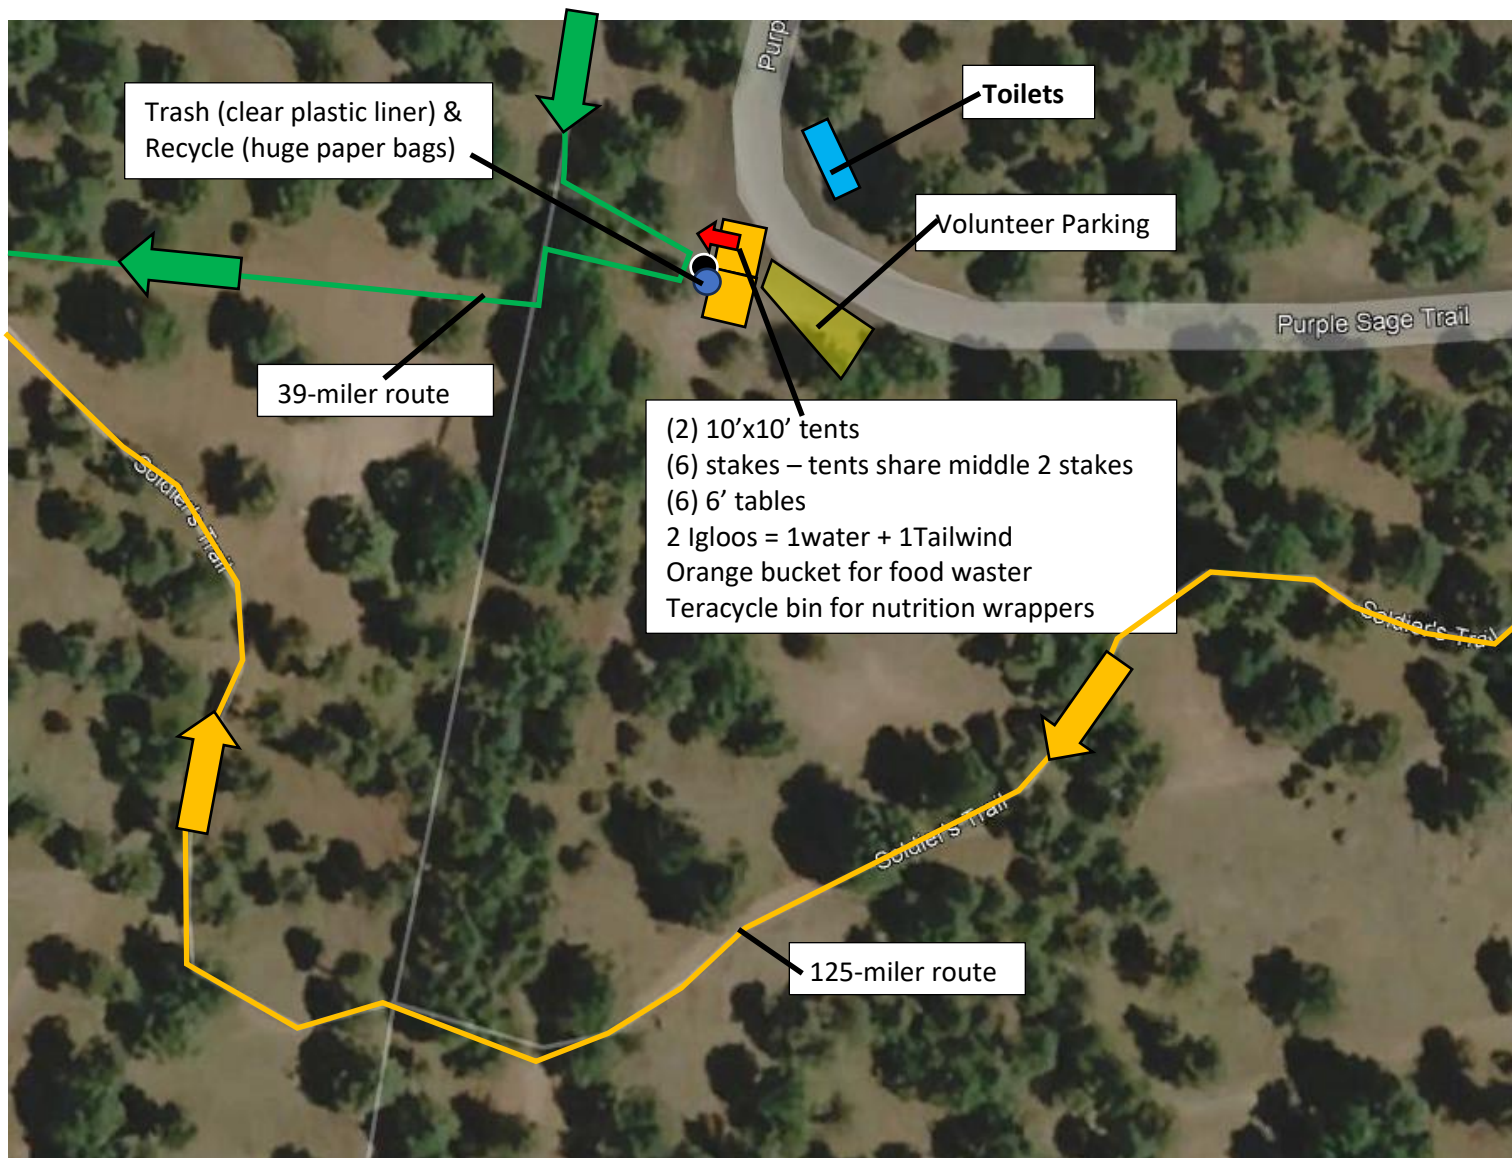 Purp
Toilets
Trash (clear plastic liner) &
Recycle (huge paper bags)
Volunteer Parking
Purple Sage Trail
39-miler route
(2) 10’x10’ tents
(6) stakes – tents share middle 2 stakes
(6) 6’ tables
2 Igloos = 1water + 1Tailwind
Orange bucket for food waster
Teracycle bin for nutrition wrappers
Soldier's Trail
Soldier's Trail
Soldier's Trail
125-miler route